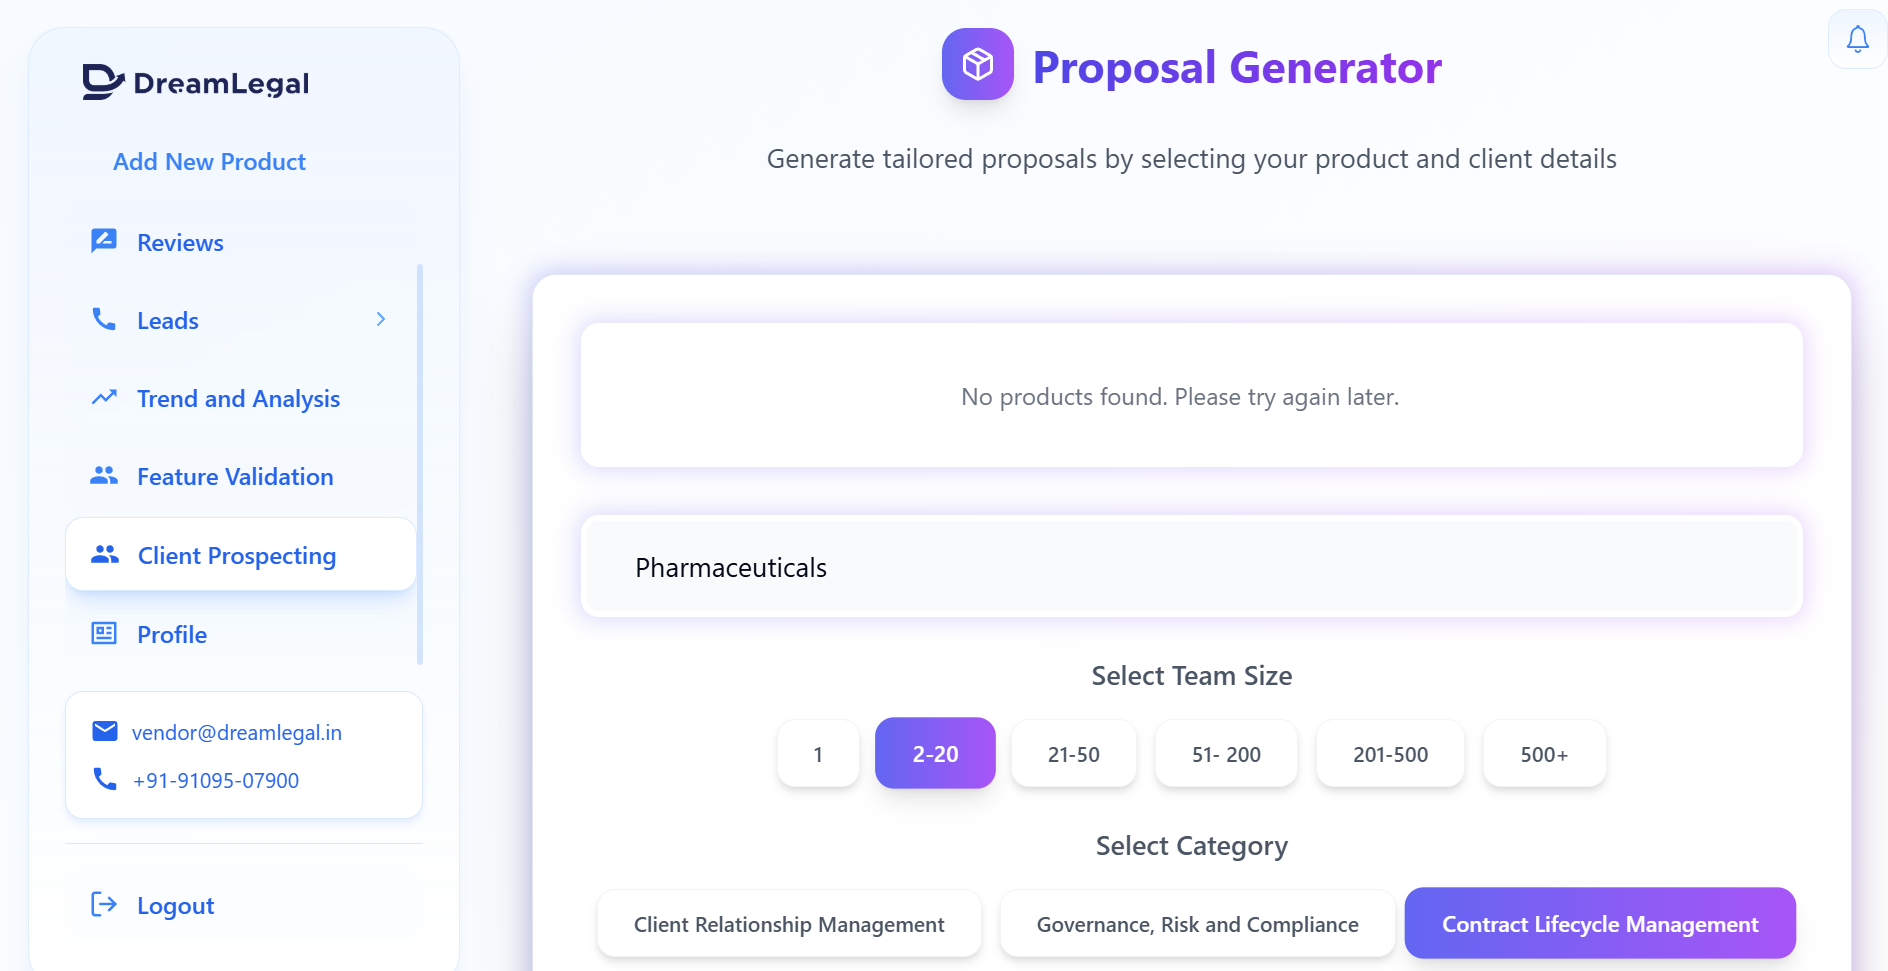 DreamLegal
Add New Product
Reviews
Leads
Trend and Analysis
Feature Validation
Client Prospecting
Profile
vendor@dreamlegal.in
+91-91095-07900
Logout
Proposal Generator
Generate tailored proposals by selecting your product and client details
No products found. Please try again later.
Pharmaceuticals
Select Team Size
1
2-20
21-50
51- 200
201-500
500+
Select Category
Client Relationship Management
Governance, Risk and Compliance
Contract Lifecycle Management